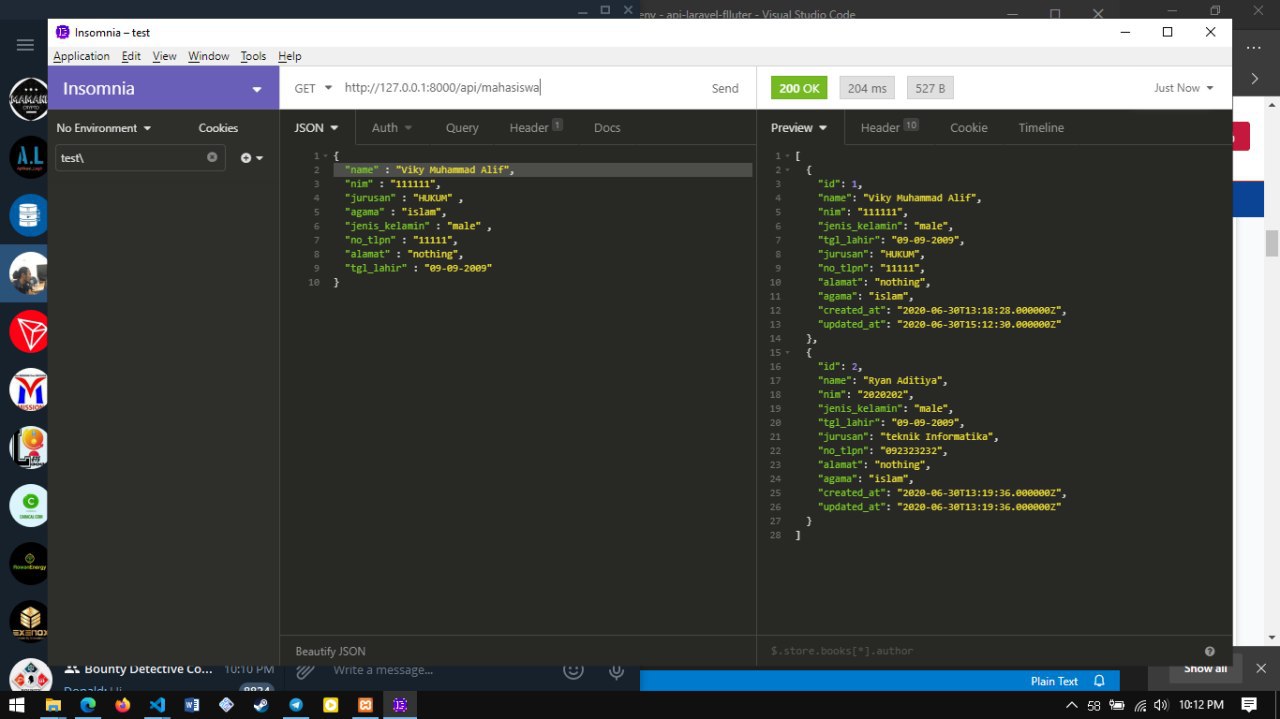 env - api-laravel-flluter - Visual Studio Code
Insomnia – test
Application Edit View Window Tools Help
Insomnia
GET http://127.0.0.1:8000/api/mahasiswa Send
200 OK 204 ms 527 B Just Now
No Environment Cookies
JSON Auth Query Header 1 Docs
Preview Header 10 Cookie Timeline
test\
1 {
2 "name" : "Viky Muhammad Alif",
3 "nim" : "111111",
4 "jurusan" : "HUKUM" ,
5 "agama" : "islam",
6 "jenis_kelamin" : "male" ,
7 "no_tlpn" : "11111",
8 "alamat" : "nothing",
9 "tgl_lahir" : "09-09-2009"
10 }
Beautify JSON
1 [
2 {
3 "id": 1,
4 "name": "Viky Muhammad Alif",
5 "nim": "111111",
6 "jenis_kelamin": "male",
7 "tgl_lahir": "09-09-2009",
8 "jurusan": "HUKUM",
9 "no_tlpn": "11111",
10 "alamat": "nothing",
11 "agama": "islam",
12 "created_at": "2020-06-30T13:18:28.000000Z",
13 "updated_at": "2020-06-30T15:12:30.000000Z"
14 },
15 {
16 "id": 2,
17 "name": "Ryan Aditiya",
18 "nim": "2020202",
19 "jenis_kelamin": "male",
20 "tgl_lahir": "09-09-2009",
21 "jurusan": "teknik Informatika",
22 "no_tlpn": "092323232",
23 "alamat": "nothing",
24 "agama": "islam",
25 "created_at": "2020-06-30T13:19:36.000000Z",
26 "updated_at": "2020-06-30T13:19:36.000000Z"
27 }
28 ]
$.store.books[*].author
A.L
MISSION
EXENOX
Bounty Detective Co... 10:10 PM
Write a message...
Show all
Plain Text
58
10:12 PM